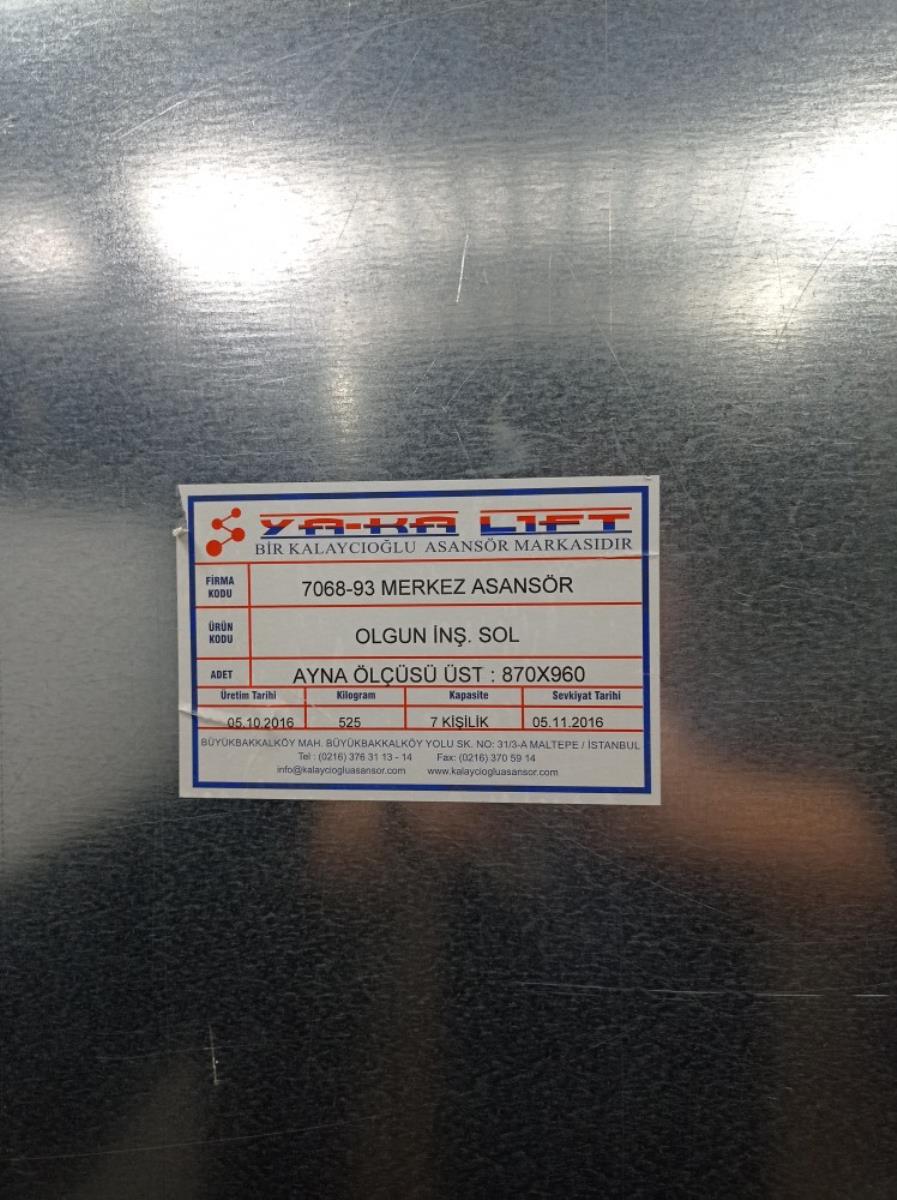 YA-KA LIFT
BİR KALAYCIOĞLU ASANSÖR MARKASIDIR
FİRMA KODU 7068-93 MERKEZ ASANSÖR
ÜRÜN KODU OLGUN İNŞ. SOL
ADET AYNA ÖLÇÜSÜ ÜST : 870X960
Üretim Tarihi Kilogram Kapasite Sevkiyat Tarihi
05.10.2016 525 7 KİŞİLİK 05.11.2016
BÜYÜKBAKKALKÖY MAH. BÜYÜKBAKKALKÖY YOLU SK. NO: 31/3-A MALTEPE / İSTANBUL
Tel : (0216) 376 31 13 - 14 Fax: (0216) 370 59 14
info@kalayciogluasansor.com www.kalayciogluasansor.com